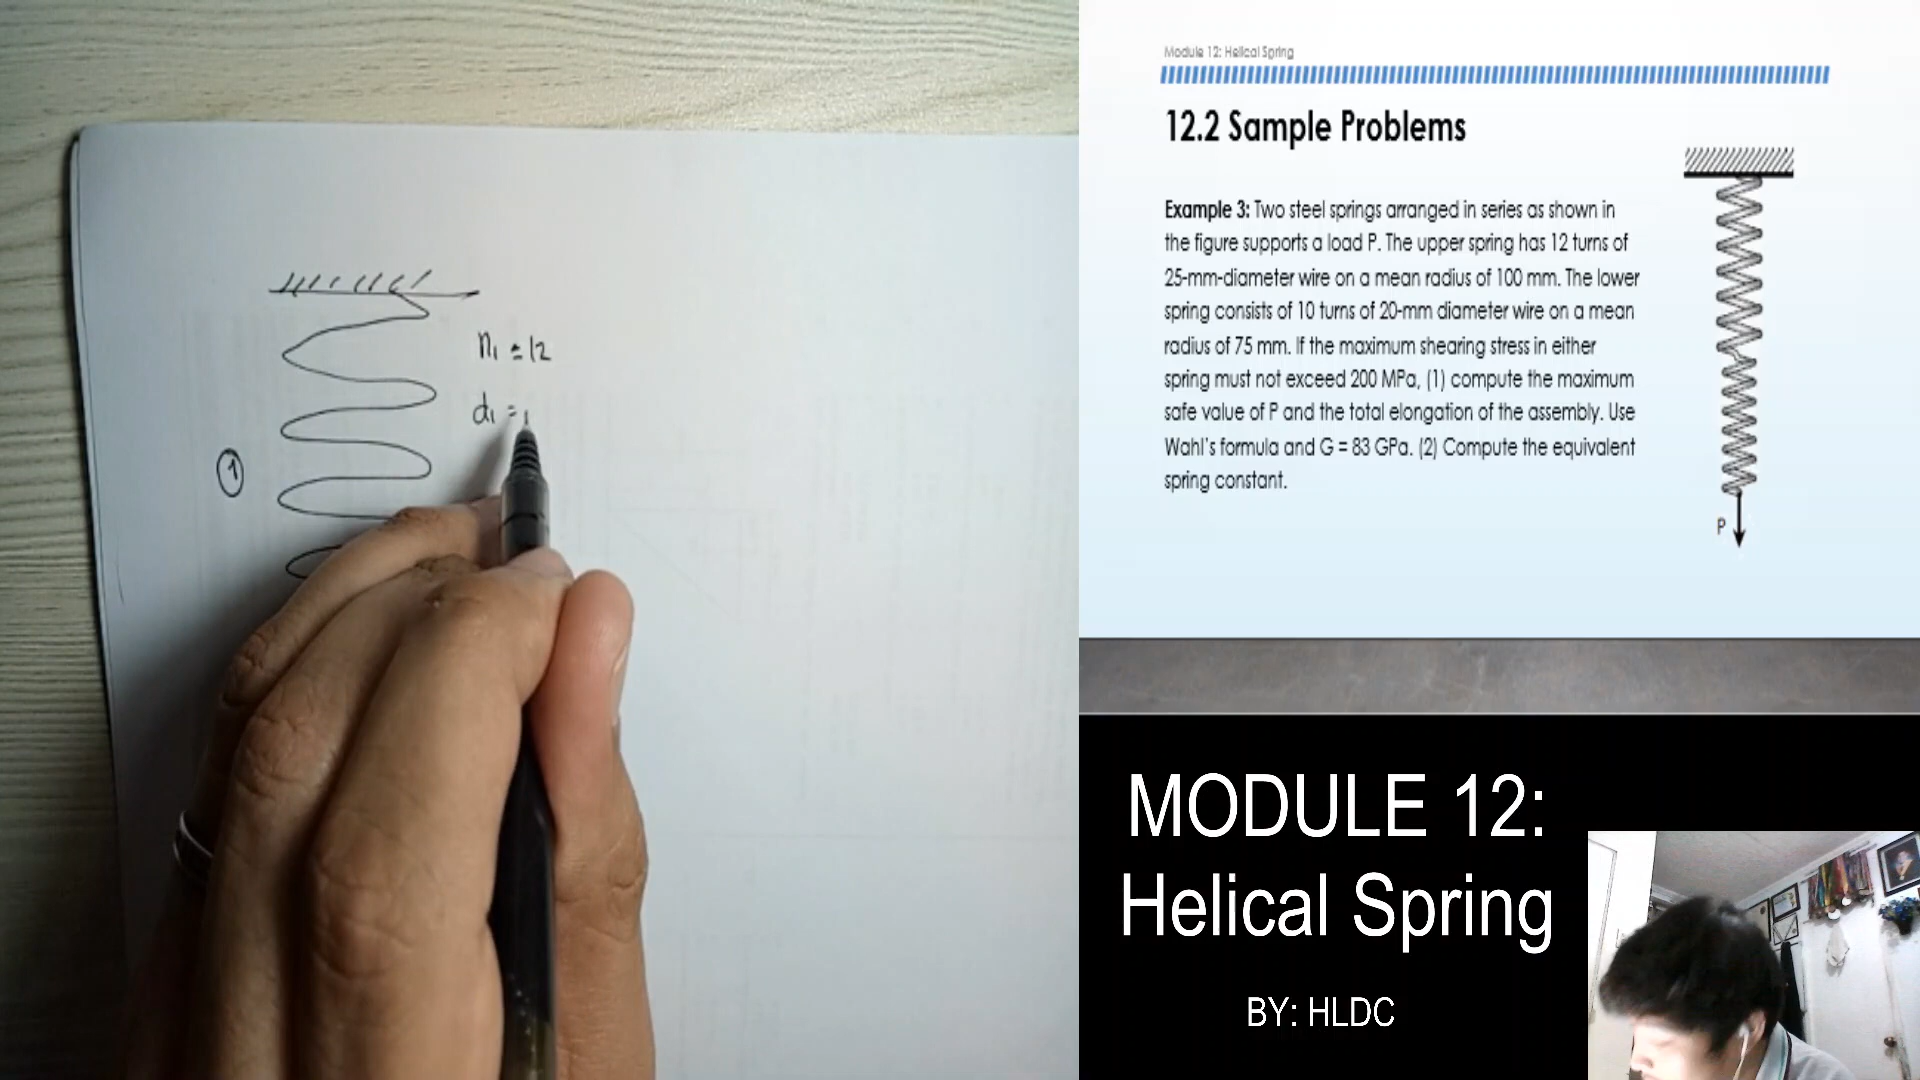 n₁ = 12
d₁ =
1
Module 12: Helical Spring
12.2 Sample Problems
Example 3: Two steel springs arranged in series as shown in
the figure supports a load P. The upper spring has 12 turns of
25-mm-diameter wire on a mean radius of 100 mm. The lower
spring consists of 10 turns of 20-mm diameter wire on a mean
radius of 75 mm. If the maximum shearing stress in either
spring must not exceed 200 MPa, (1) compute the maximum
safe value of P and the total elongation of the assembly. Use
Wahl's formula and G = 83 GPa. (2) Compute the equivalent
spring constant.
P
MODULE 12:
Helical Spring
BY: HLDC